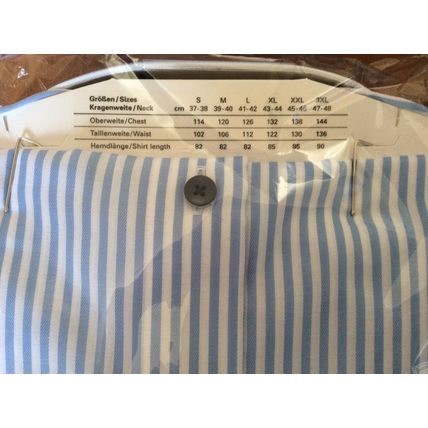 Größen/Sizes S M L XL XXL 3XL
Kragenweite/Neck cm 37-38 39-40 41-42 43-44 45-46 47-48
Oberweite/Chest 114 120 126 132 138 144
Taillenweite/Waist 102 106 112 122 130 136
Hemdlänge/Shirt length 82 82 82 85 85 90